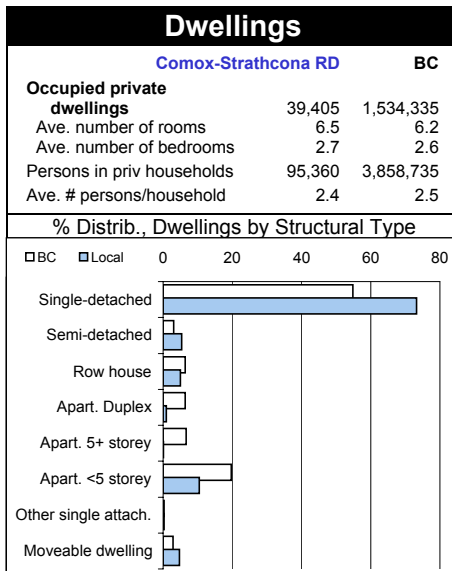 Dwellings
Comox-Strathcona RD BC
Occupied private
dwellings 39,405 1,534,335
Ave. number of rooms 6.5 6.2
Ave. number of bedrooms 2.7 2.6
Persons in priv households 95,360 3,858,735
Ave. # persons/household 2.4 2.5
% Distrib., Dwellings by Structural Type
BC Local 0 20 40 60 80
Single-detached
Semi-detached
Row house
Apart. Duplex
Apart. 5+ storey
Apart. <5 storey
Other single attach.
Moveable dwelling